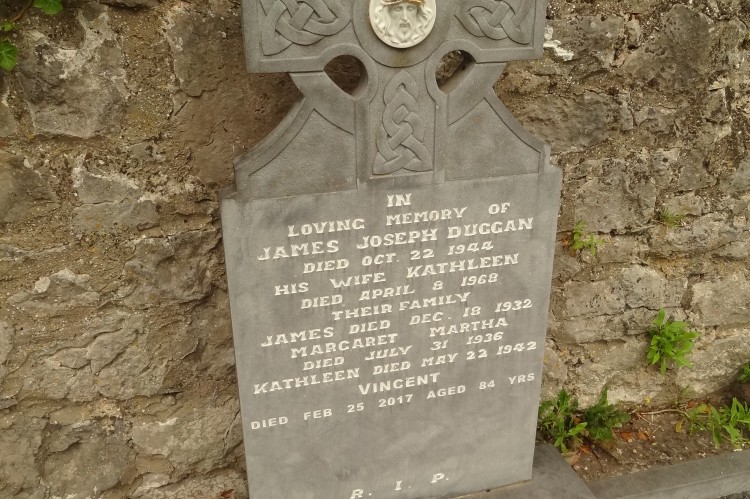 IN
LOVING MEMORY OF
JAMES JOSEPH DUGGAN
DIED OCT. 22 1944
HIS WIFE KATHLEEN
DIED APRIL 8 1968
THEIR FAMILY
JAMES DIED DEC. 18 1932
MARGARET MARTHA
DIED JULY 31 1936
KATHLEEN DIED MAY 22 1942
VINCENT
DIED FEB 25 2017 AGED 84 YRS
R. I. P.